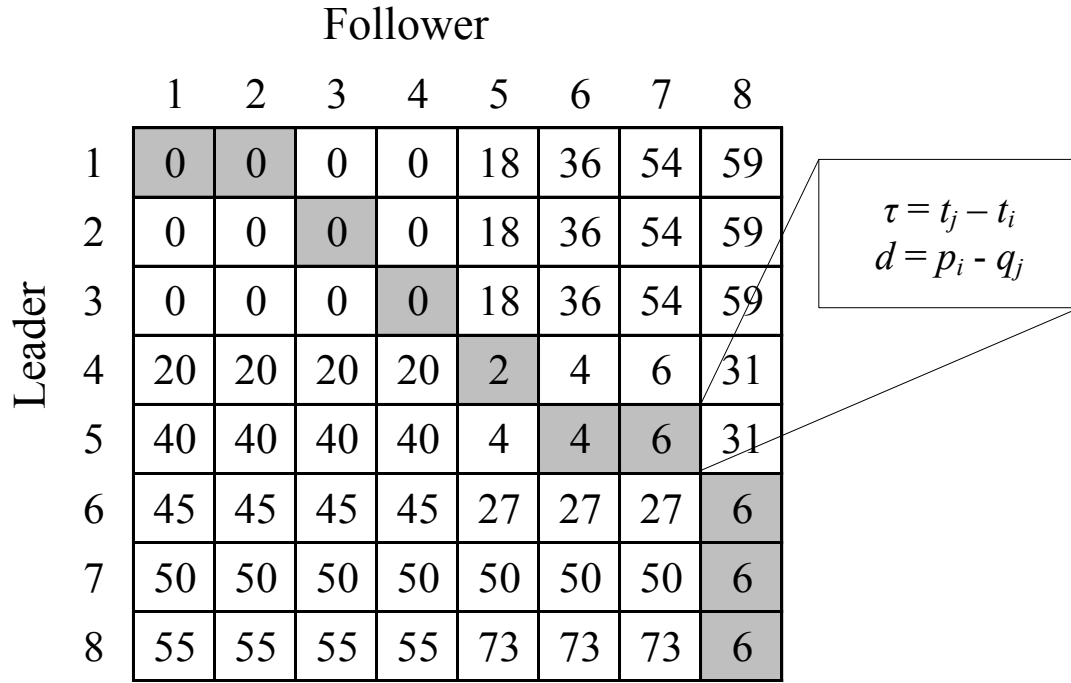 Follower
1 2 3 4 5 6 7 8
1 0 0 0 0 18 36 54 59
2 0 0 0 0 18 36 54 59
3 0 0 0 0 18 36 54 59
4 20 20 20 20 2 4 6 31
5 40 40 40 40 4 4 6 31
6 45 45 45 45 27 27 27 6
7 50 50 50 50 50 50 50 6
8 55 55 55 55 73 73 73 6
Leader
τ = tj – ti
d = pi - qj